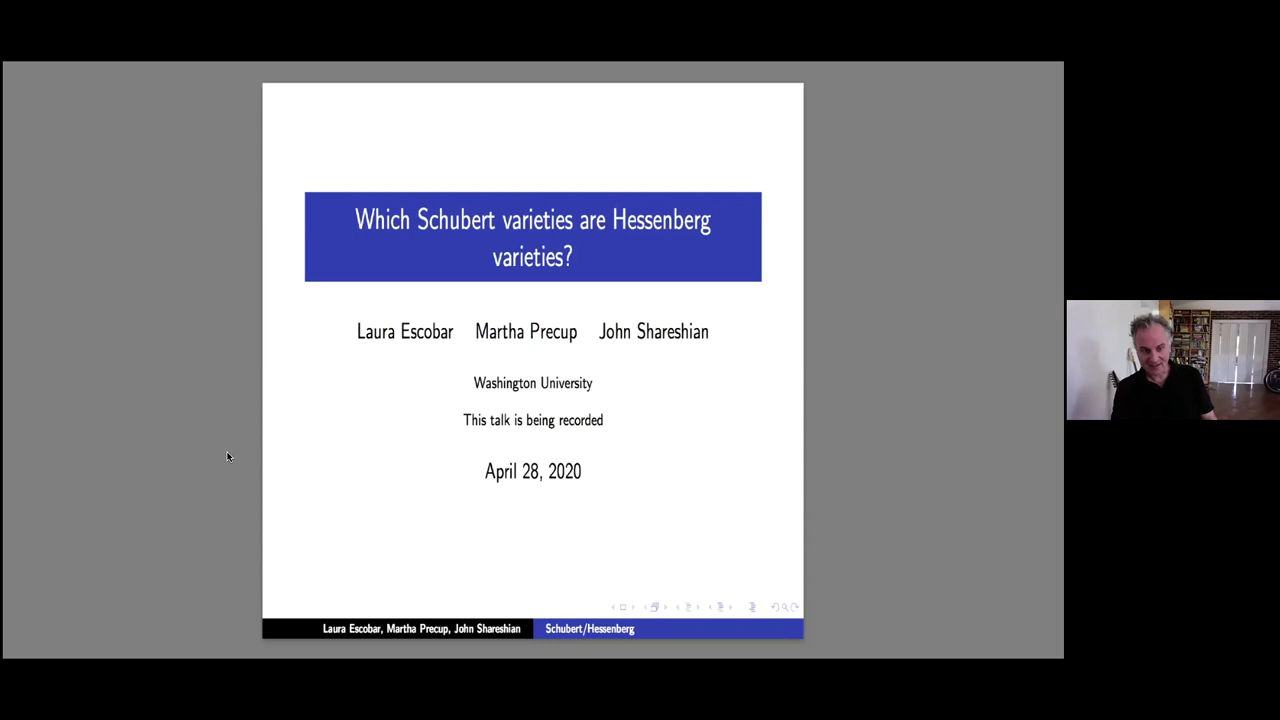 Which Schubert varieties are Hessenberg
varieties?
Laura Escobar Martha Precup John Shareshian
Washington University
This talk is being recorded
April 28, 2020
Laura Escobar, Martha Precup, John Shareshian Schubert/Hessenberg